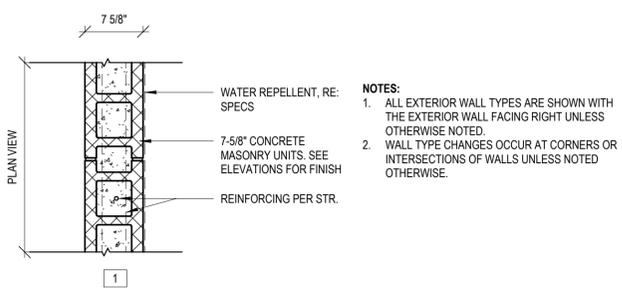 7 5/8"
PLAN VIEW
WATER REPELLENT, RE:
SPECS
7-5/8" CONCRETE
MASONRY UNITS. SEE
ELEVATIONS FOR FINISH
REINFORCING PER STR.
1
NOTES:
1. ALL EXTERIOR WALL TYPES ARE SHOWN WITH
THE EXTERIOR WALL FACING RIGHT UNLESS
OTHERWISE NOTED.
2. WALL TYPE CHANGES OCCUR AT CORNERS OR
INTERSECTIONS OF WALLS UNLESS NOTED
OTHERWISE.